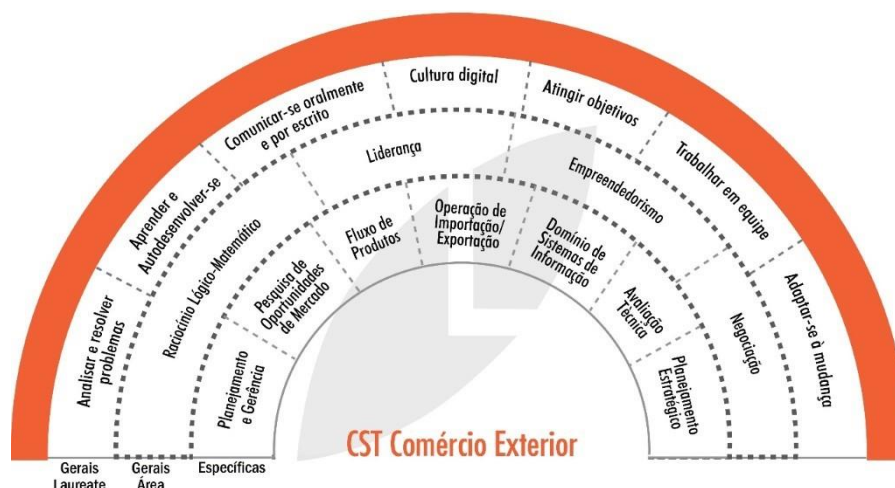 Analisar e resolver
problemas
Aprender e
Autodesenvolver-se
Comunicar-se oralmente
e por escrito
Cultura digital
Atingir objetivos
Trabalhar em equipe
Adaptar-se à mudança
Raciocínio Lógico-Matemático
Liderança
Empreendedorismo
Negociação
Planejamento
e Gerência
Pesquisa de
Oportunidades
de Mercado
Fluxo de
Produtos
Operação de
Importação/
Exportação
Domínio de
Sistemas de
Informação
Avaliação
Técnica
Planejamento
Estratégico
CST Comércio Exterior
Gerais
Laureate
Gerais
Área
Específicas